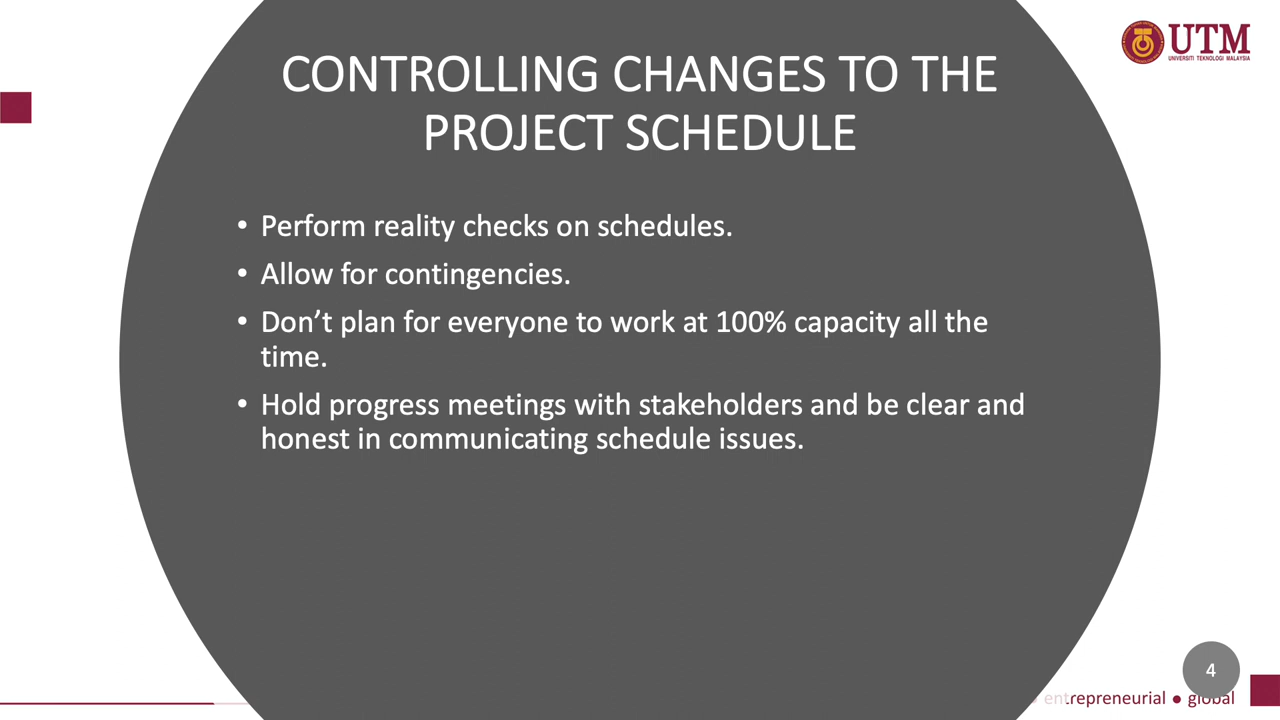 UTM
UNIVERSITI TEKNOLOGI MALAYSIA
CONTROLLING CHANGES TO THE
PROJECT SCHEDULE
• Perform reality checks on schedules.
• Allow for contingencies.
• Don’t plan for everyone to work at 100% capacity all the
time.
• Hold progress meetings with stakeholders and be clear and
honest in communicating schedule issues.
4
entrepreneurial ● global